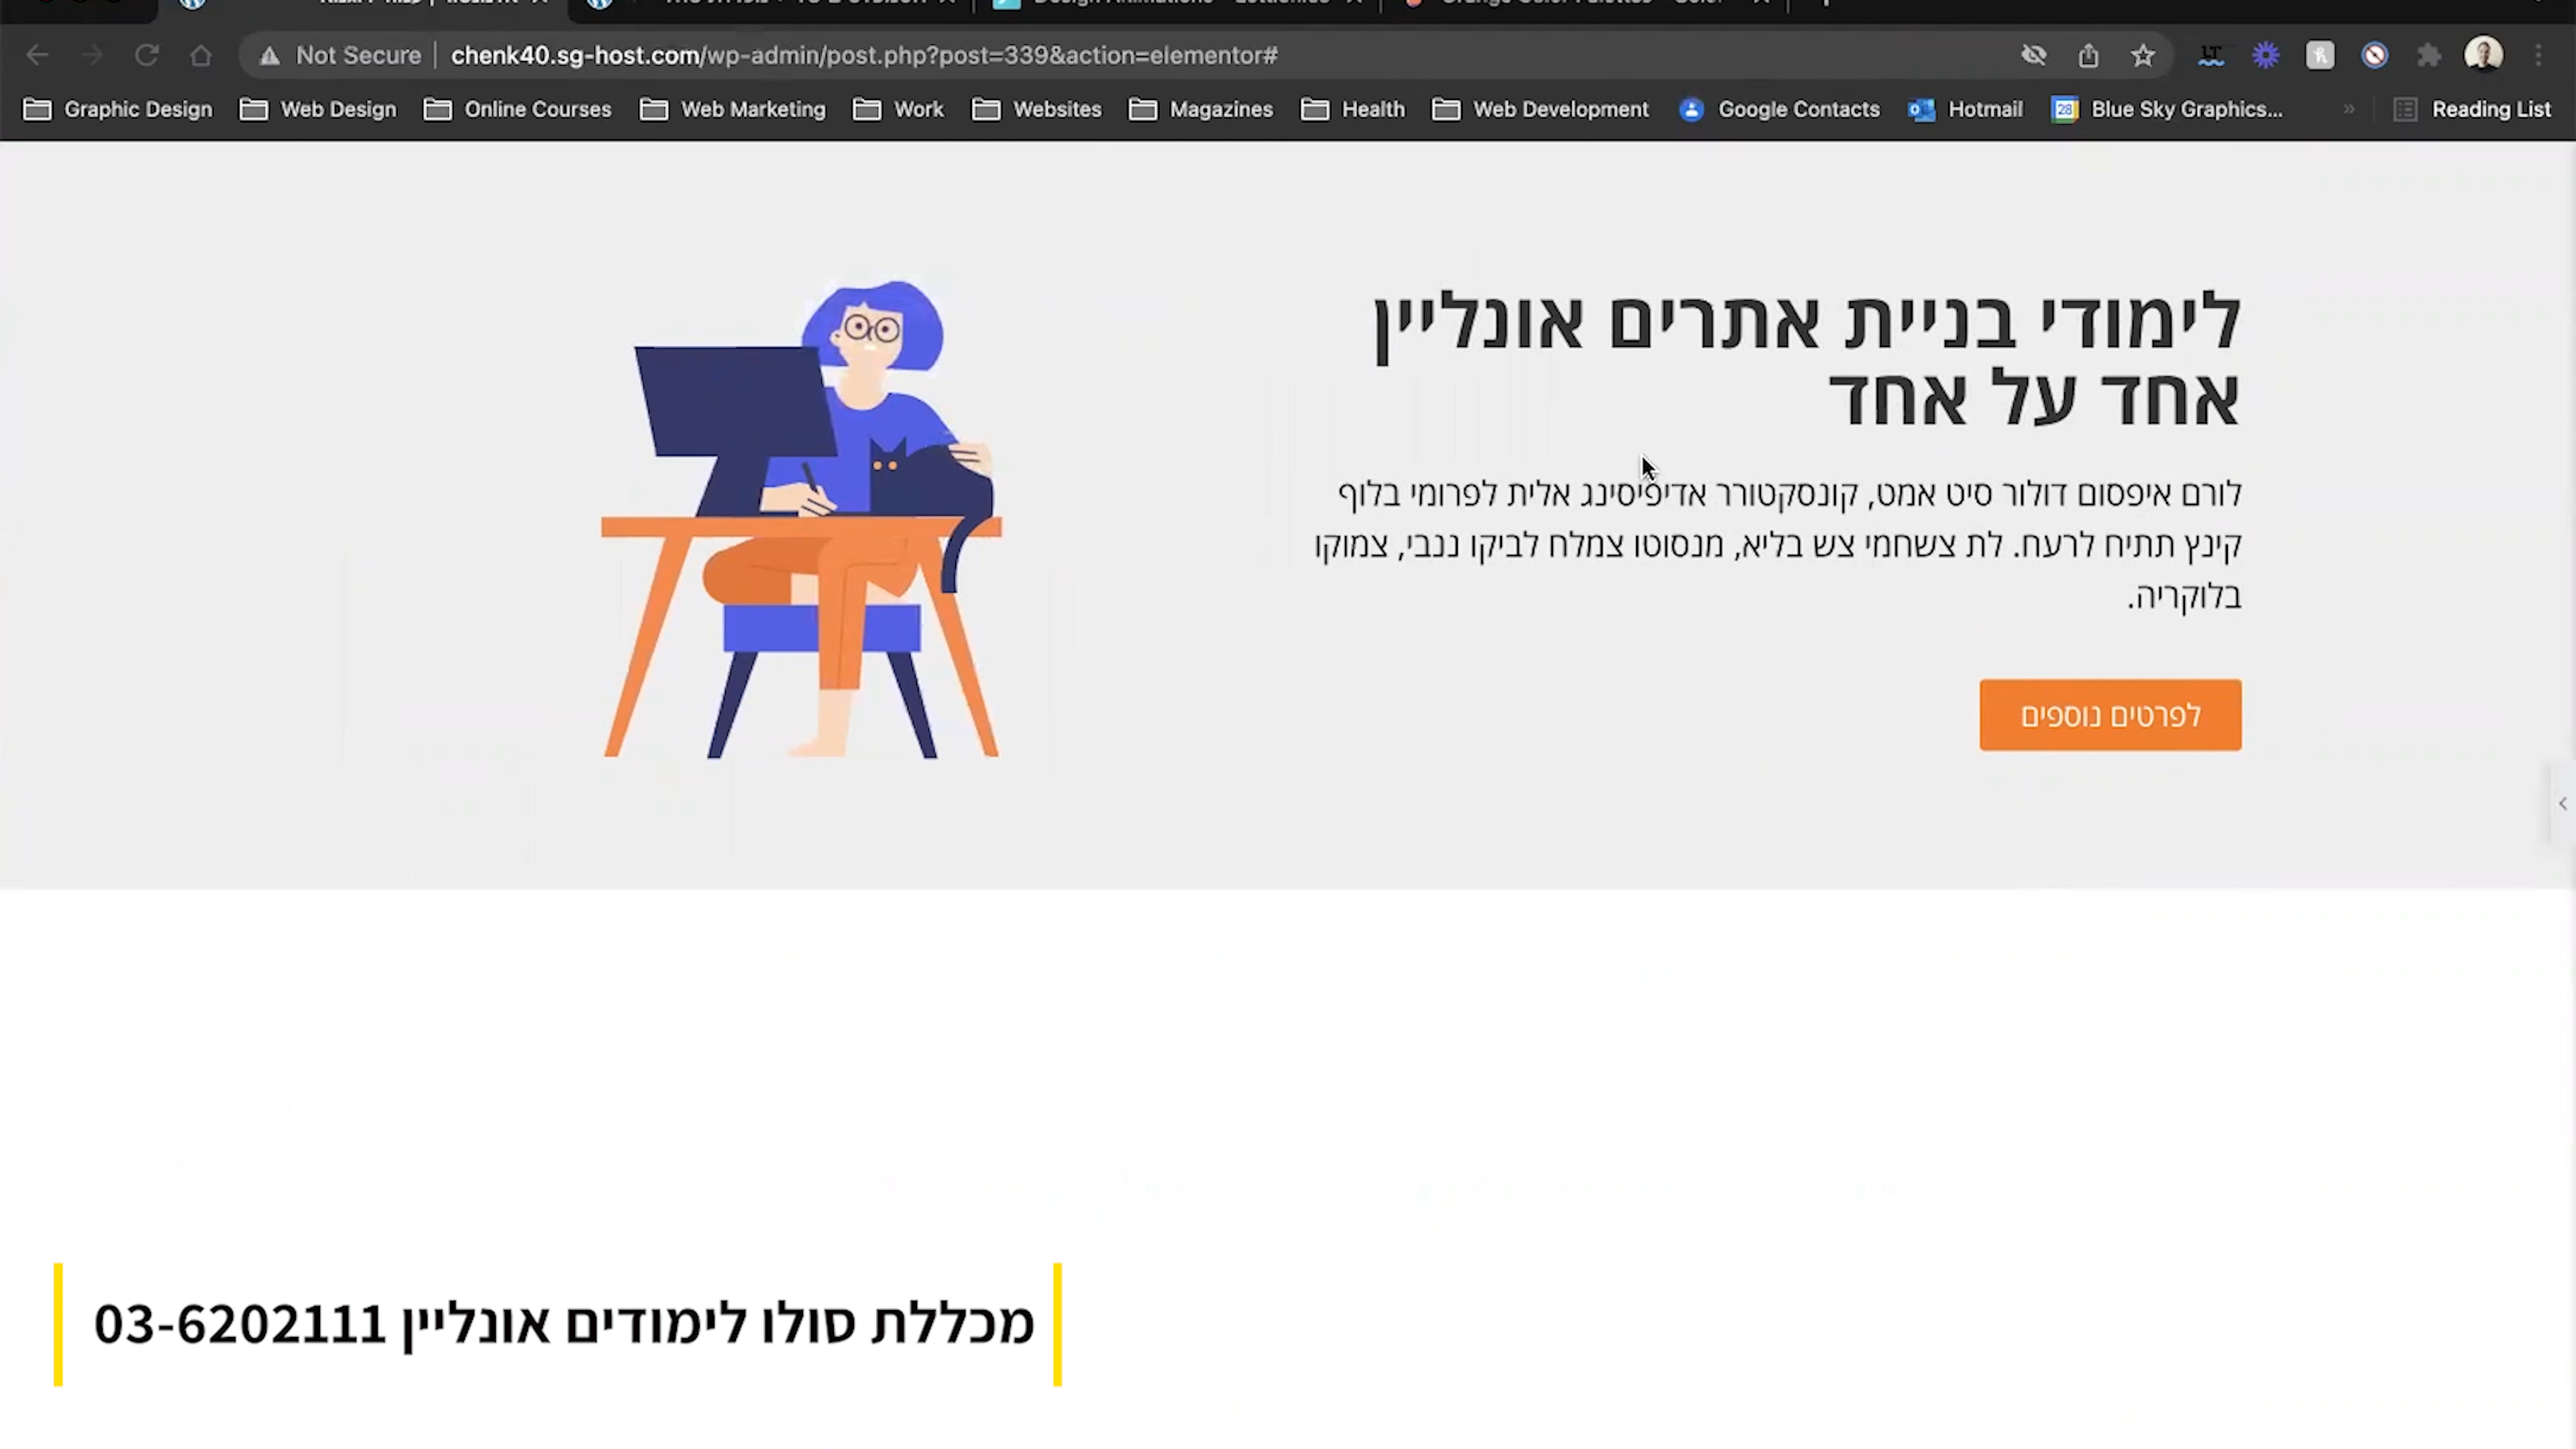 Not Secure
chenk40.sg-host.com/wp-admin/post.php?post=339&action=elementor#
Graphic Design
Web Design
Online Courses
Web Marketing
Work
Websites
Magazines
Health
Web Development
Google Contacts
Hotmail
28
Blue Sky Graphics...
»
Reading List
לימודי בניית אתרים אונליין
אחד על אחד
לורם איפסום דולור סיט אמט, קונסקטורר אדיפיסינג אלית לפרומי בלוף
קינץ תתיח לרעח. לת צשחמי צש בליא, מנסוטו צמלח לביקו ננבי, צמוקו
בלוקריה.
לפרטים נוספים
מכללת סולו לימודים אונליין 03-6202111